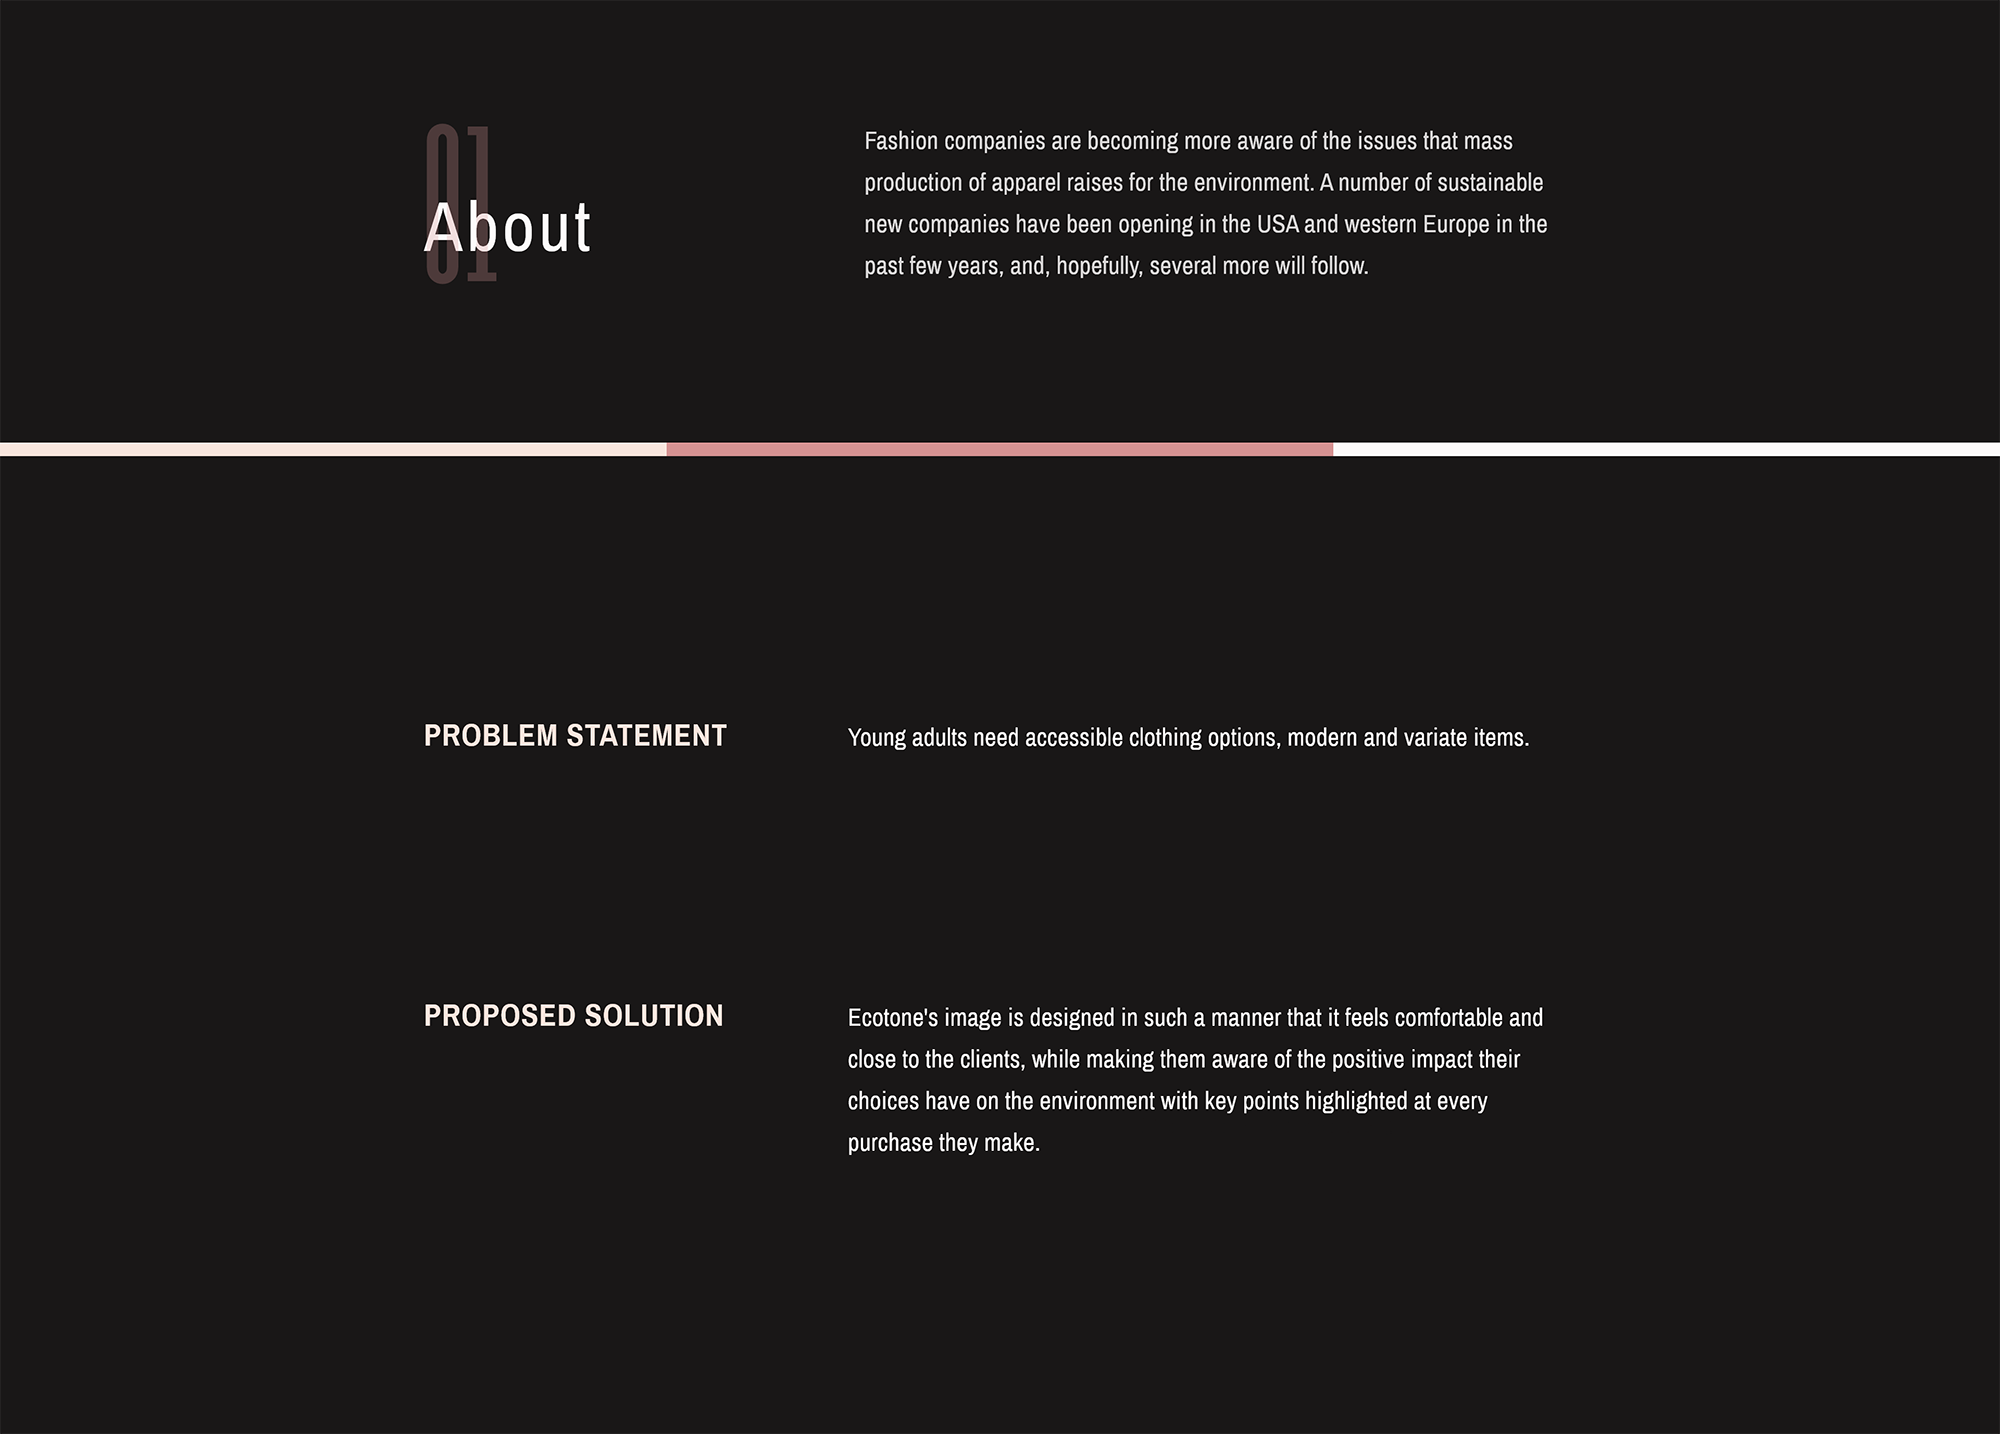 01
About
Fashion companies are becoming more aware of the issues that mass
production of apparel raises for the environment. A number of sustainable
new companies have been opening in the USA and western Europe in the
past few years, and, hopefully, several more will follow.
PROBLEM STATEMENT
Young adults need accessible clothing options, modern and variate items.
PROPOSED SOLUTION
Ecotone's image is designed in such a manner that it feels comfortable and
close to the clients, while making them aware of the positive impact their
choices have on the environment with key points highlighted at every
purchase they make.